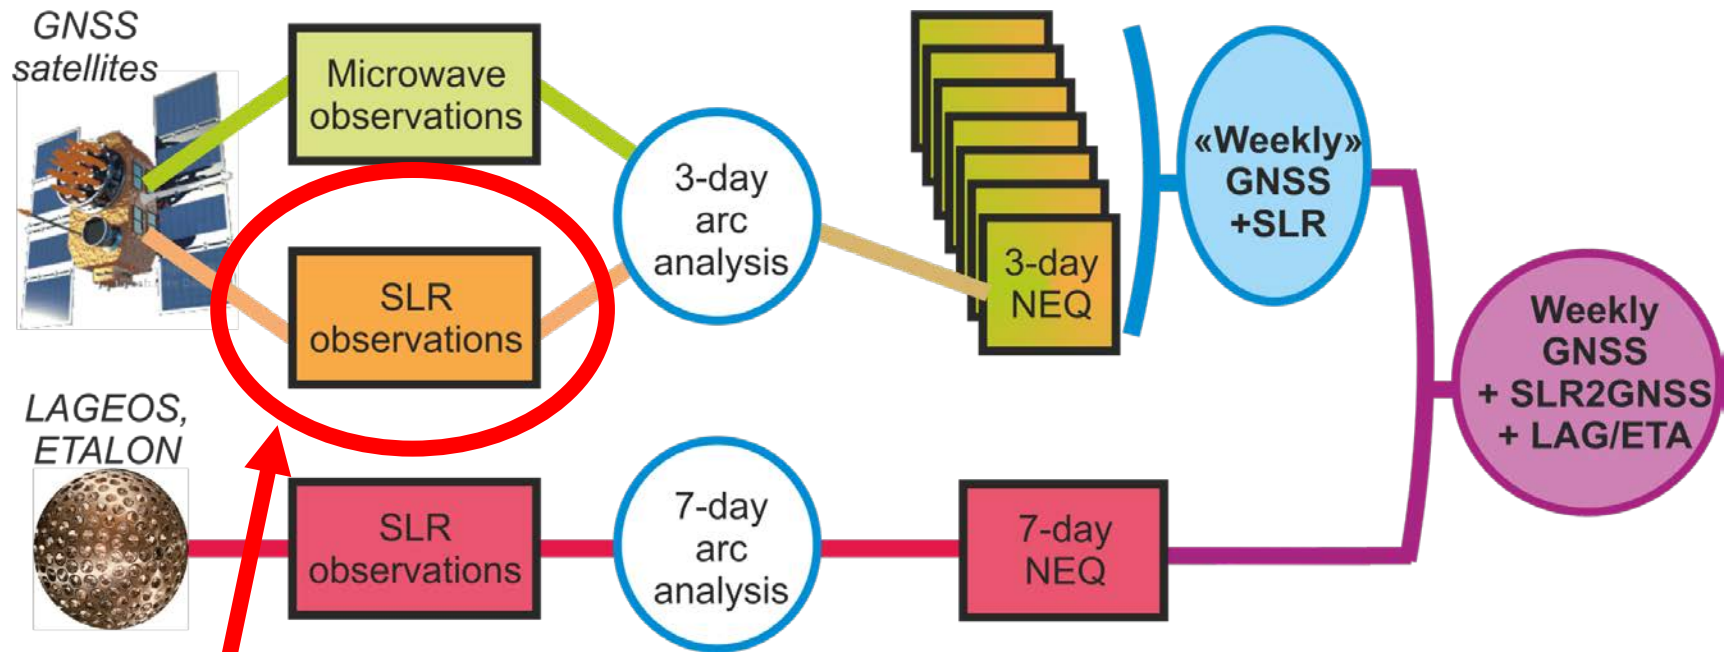 GNSS
satellites
Microwave
observations
SLR
observations
3-day
arc
analysis
3-day
NEQ
«Weekly»
GNSS
+SLR
LAGEOS,
ETALON
SLR
observations
7-day
arc
analysis
7-day
NEQ
Weekly
GNSS
+ SLR2GNSS
+ LAG/ETA